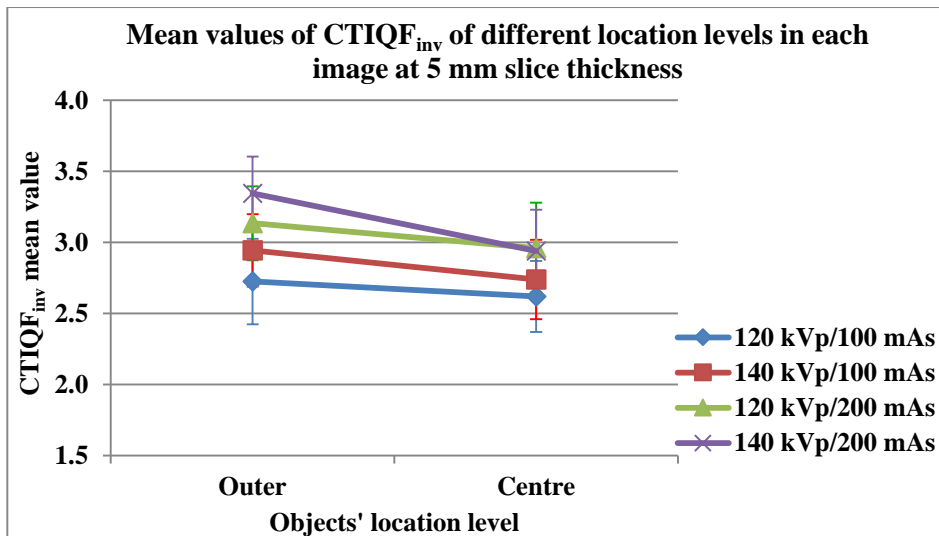 Mean values of CTIQFinv of different location levels in each
image at 5 mm slice thickness
CTIQFinv mean value
4.0
3.5
3.0
2.5
2.0
1.5
Outer
Centre
Objects' location level
120 kVp/100 mAs
140 kVp/100 mAs
120 kVp/200 mAs
140 kVp/200 mAs